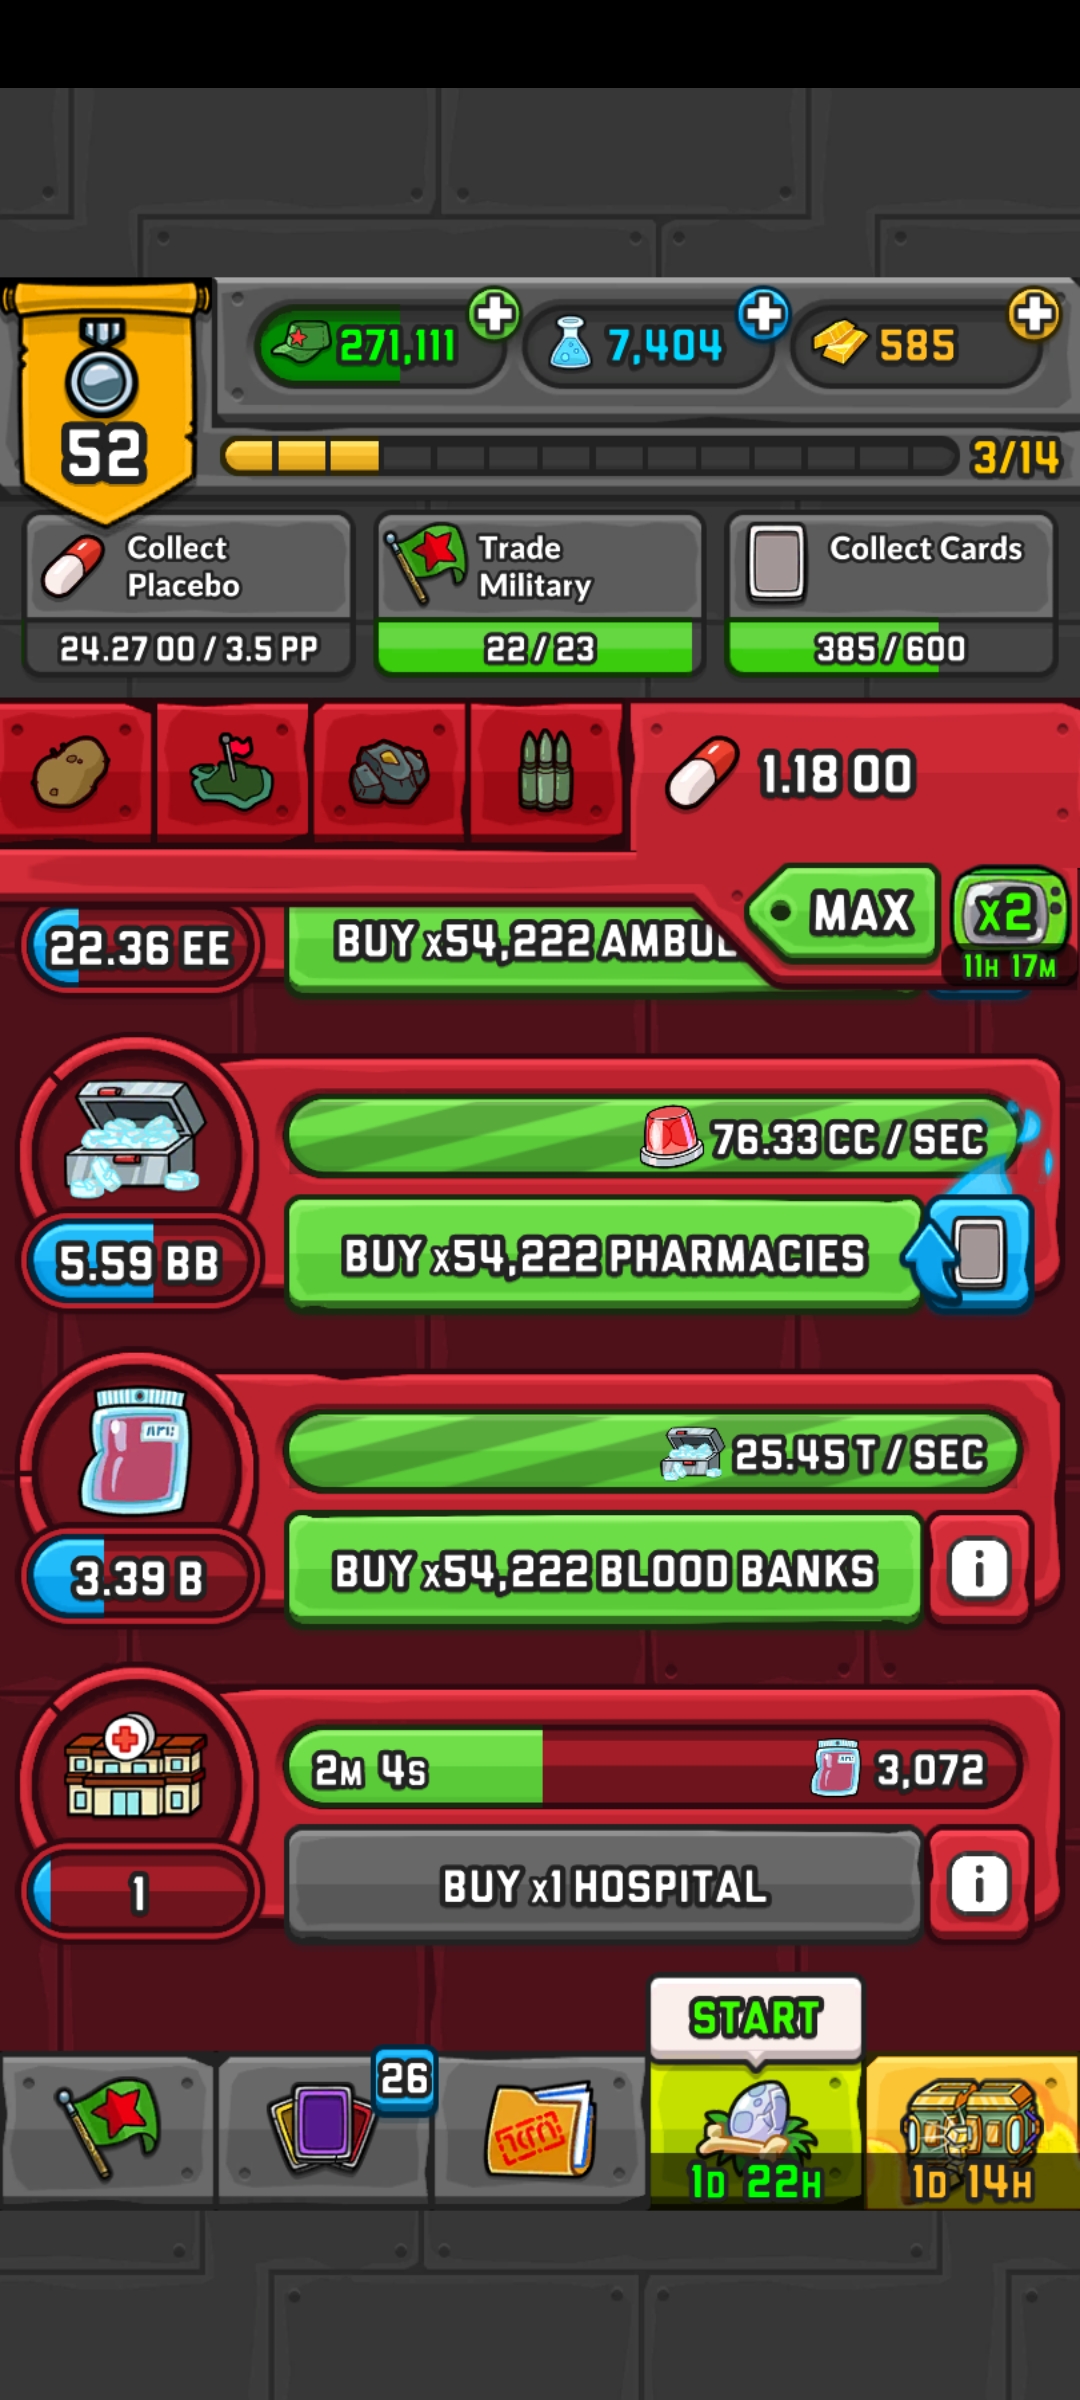 271,111
7,404
585
52
3/14
Collect
Placebo
24.27 OO / 3.5 PP
Trade
Military
22 / 23
Collect Cards
385 / 600
1.18 OO
MAX
x2
11H 17M
22.36 EE
BUY x54,222 AMBUL
76.33 CC / SEC
5.59 BB
BUY x54,222 PHARMACIES
25.45 T / SEC
3.39 B
BUY x54,222 BLOOD BANKS
2M 4S
3,072
1
BUY x1 HOSPITAL
START
26
1D 22H
1D 14H